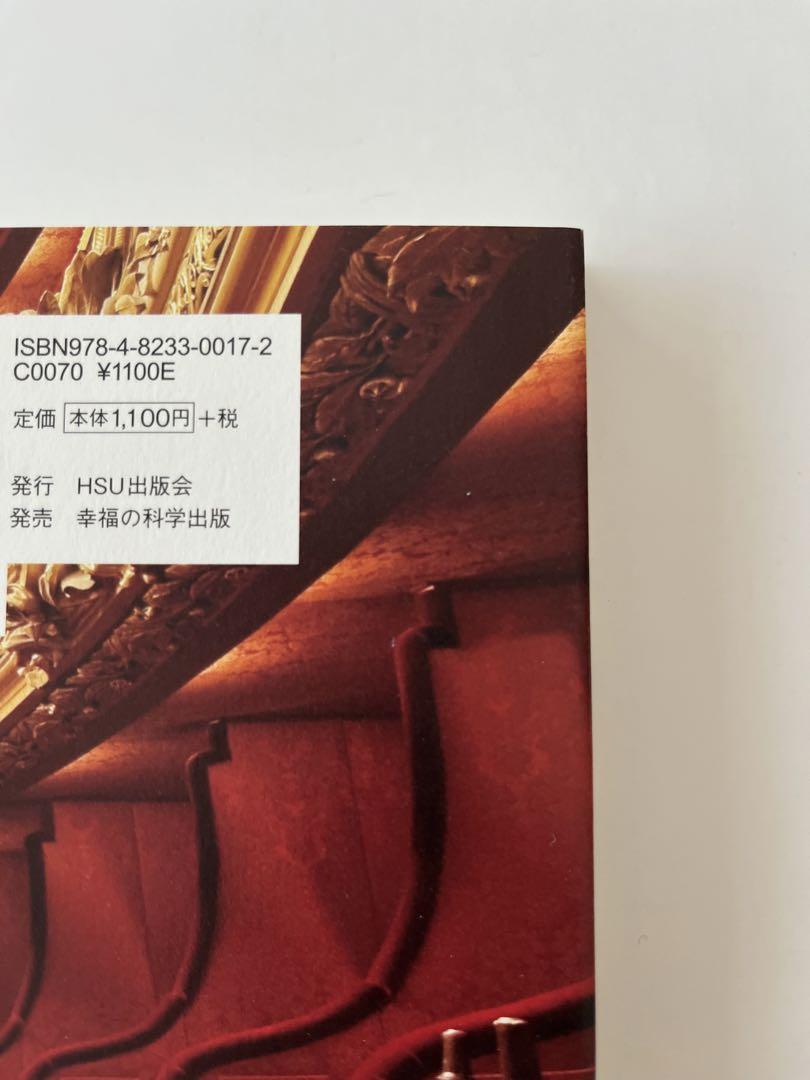 ISBN978-4-8233-0017-2
C0070 ¥1100E
定価 本体1,100円+税
発行 HSU出版会
発売 幸福の科学出版